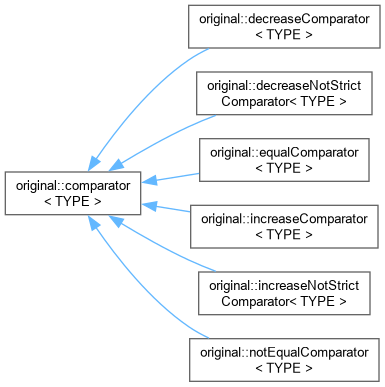 original::decreaseComparator
< TYPE >
original::decreaseNotStrict
Comparator< TYPE >
original::equalComparator
< TYPE >
original::comparator
< TYPE >
original::increaseComparator
< TYPE >
original::increaseNotStrict
Comparator< TYPE >
original::notEqualComparator
< TYPE >